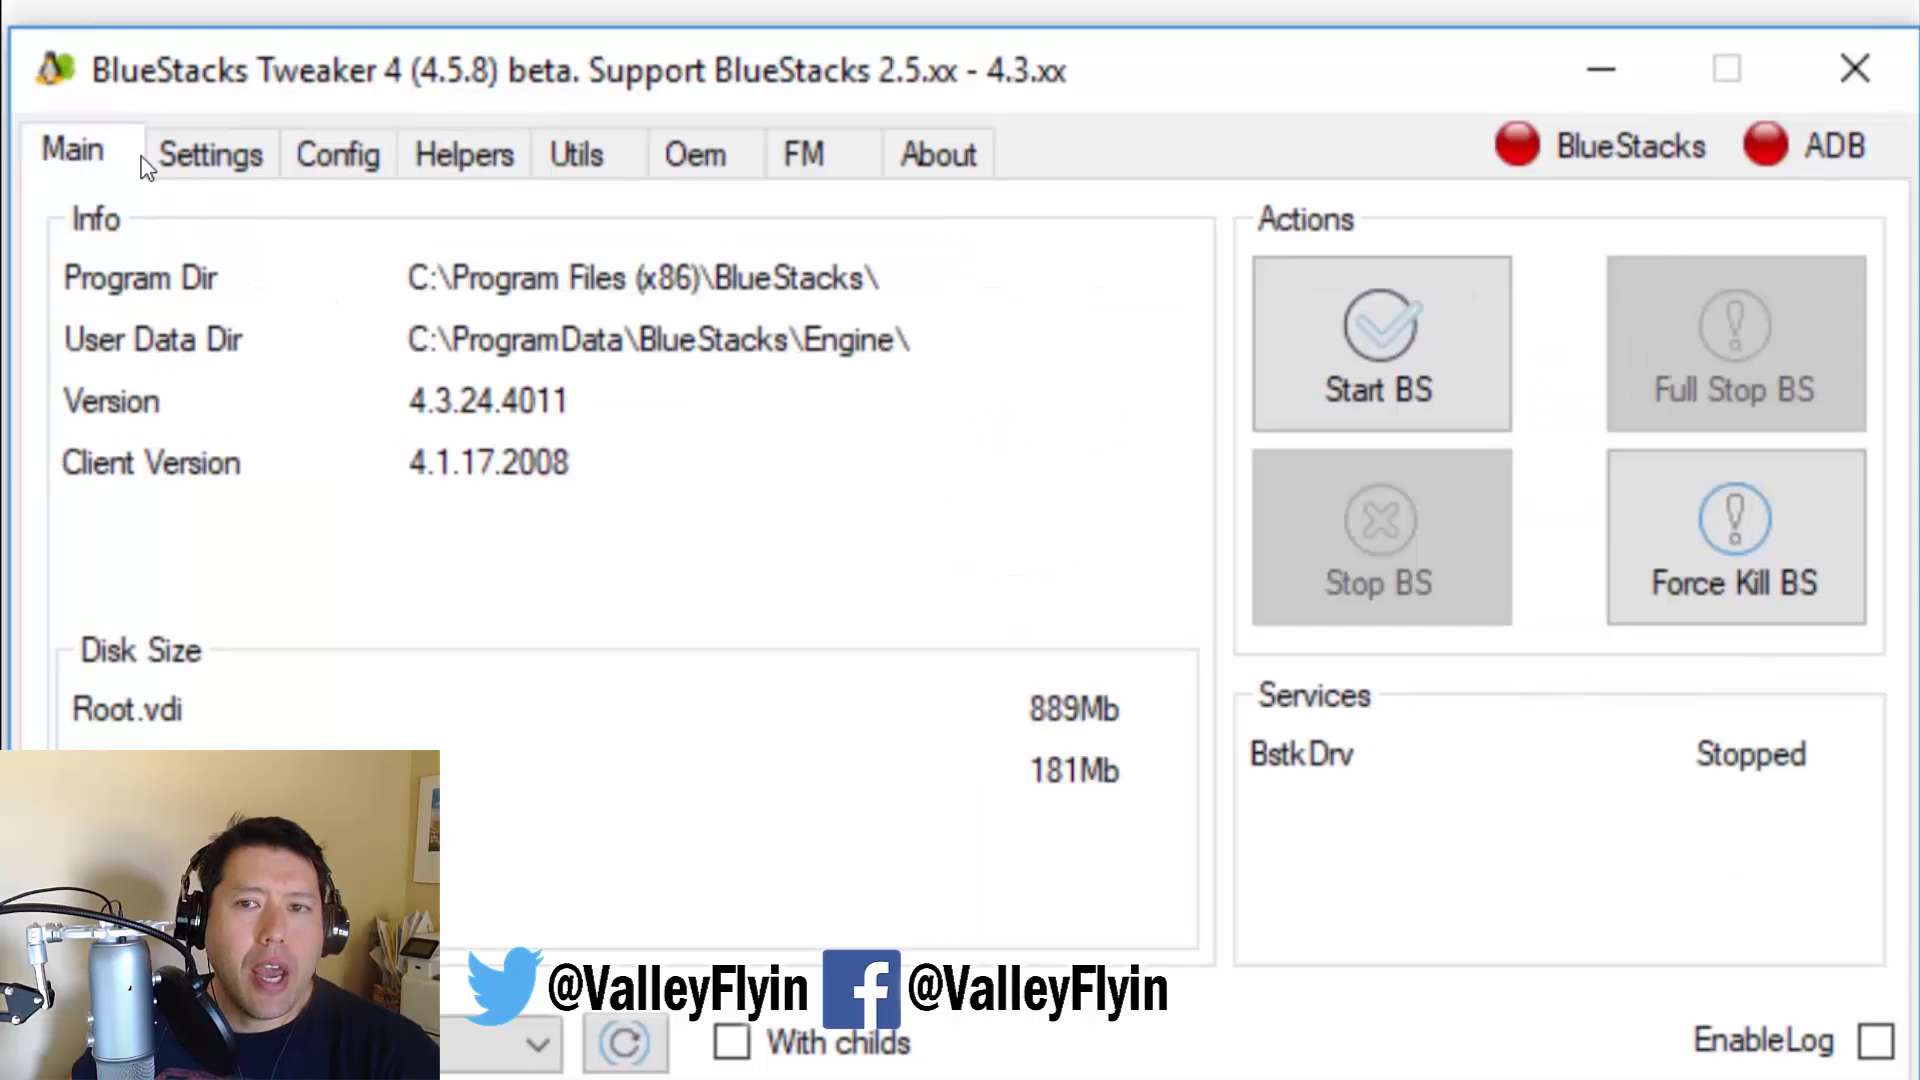 BlueStacks Tweaker 4 (4.5.8) beta. Support BlueStacks 2.5.xx - 4.3.xx
Main Settings Config Helpers Utils Oem FM About BlueStacks ADB
Info
Program Dir C:\Program Files (x86)\BlueStacks\
User Data Dir C:\ProgramData\BlueStacks\Engine\
Version 4.3.24.4011
Client Version 4.1.17.2008
Disk Size
Root.vdi 889Mb
181Mb
Actions
Start BS Full Stop BS
Stop BS Force Kill BS
Services
BstkDrv Stopped
@ValleyFlyin @ValleyFlyin
With childs EnableLog